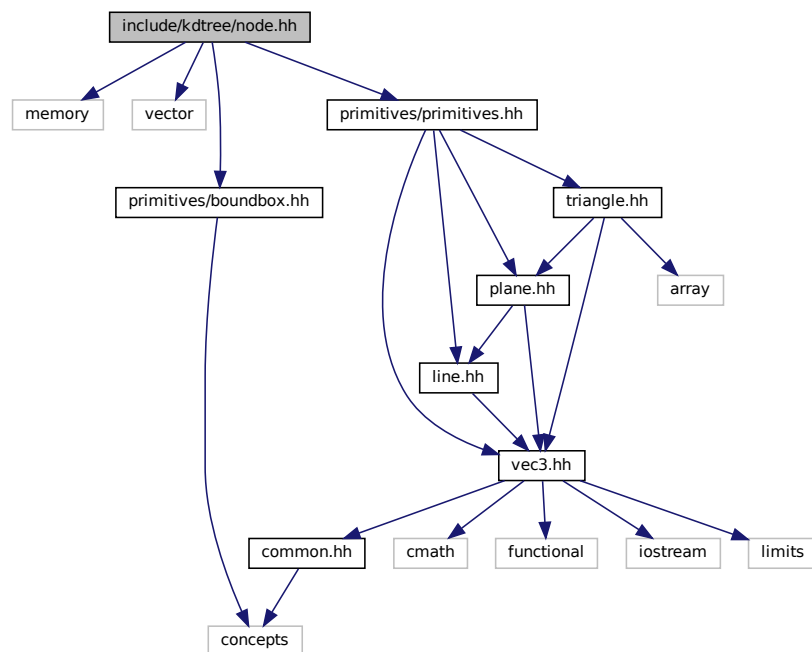 include/kdtree/node.hh
memory
vector
primitives/primitives.hh
primitives/boundbox.hh
triangle.hh
plane.hh
array
line.hh
vec3.hh
common.hh
cmath
functional
iostream
limits
concepts